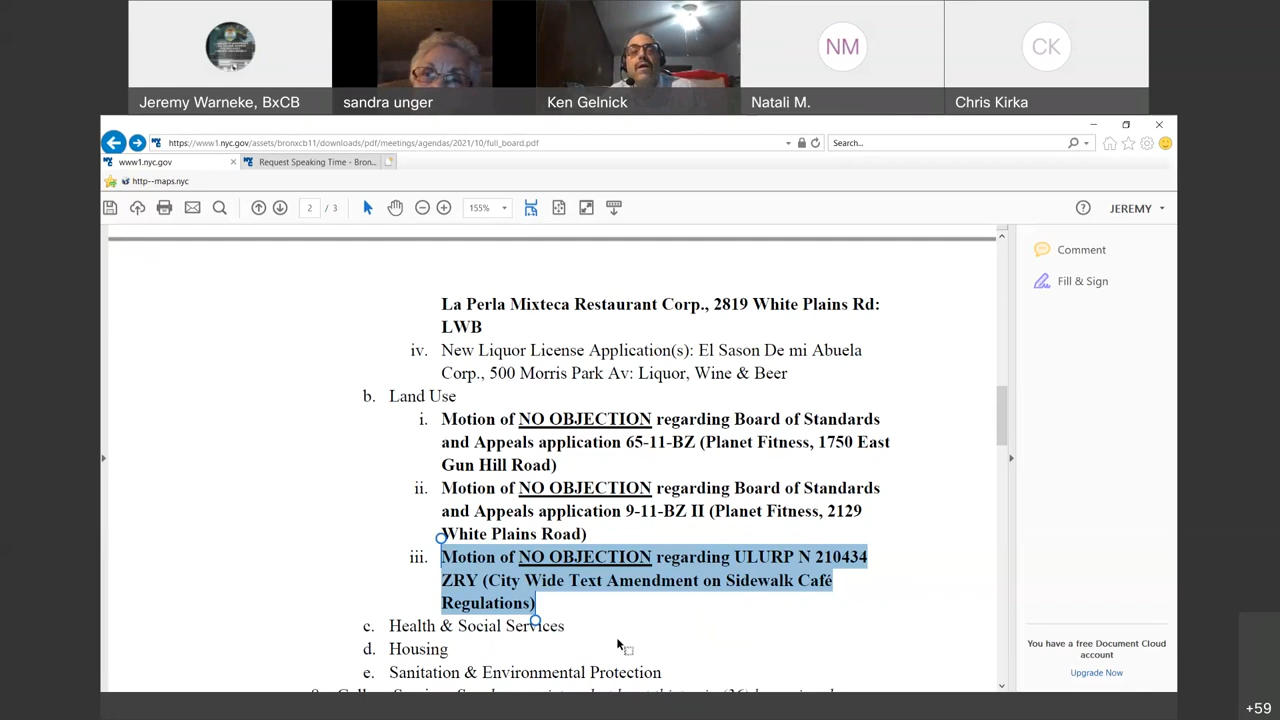 NM
CK
Jeremy Warneke, BxCB
sandra unger
Ken Gelnick
Natali M.
Chris Kirka
https://www1.nyc.gov/assets/bronxcb11/downloads/pdf/meetings/agendas/2021/10/full_board.pdf
Search...
www1.nyc.gov
Request Speaking Time - Bron...
http--maps.nyc
2 / 3
155%
JEREMY
Comment
Fill & Sign
La Perla Mixteca Restaurant Corp., 2819 White Plains Rd:
LWB
iv. New Liquor License Application(s): El Sason De mi Abuela
Corp., 500 Morris Park Av: Liquor, Wine & Beer
b. Land Use
i. Motion of NO OBJECTION regarding Board of Standards
and Appeals application 65-11-BZ (Planet Fitness, 1750 East
Gun Hill Road)
ii. Motion of NO OBJECTION regarding Board of Standards
and Appeals application 9-11-BZ II (Planet Fitness, 2129
White Plains Road)
iii. Motion of NO OBJECTION regarding ULURP N 210434
ZRY (City Wide Text Amendment on Sidewalk Café
Regulations)
c. Health & Social Services
d. Housing
e. Sanitation & Environmental Protection
You have a free Document Cloud
account
Upgrade Now
+59